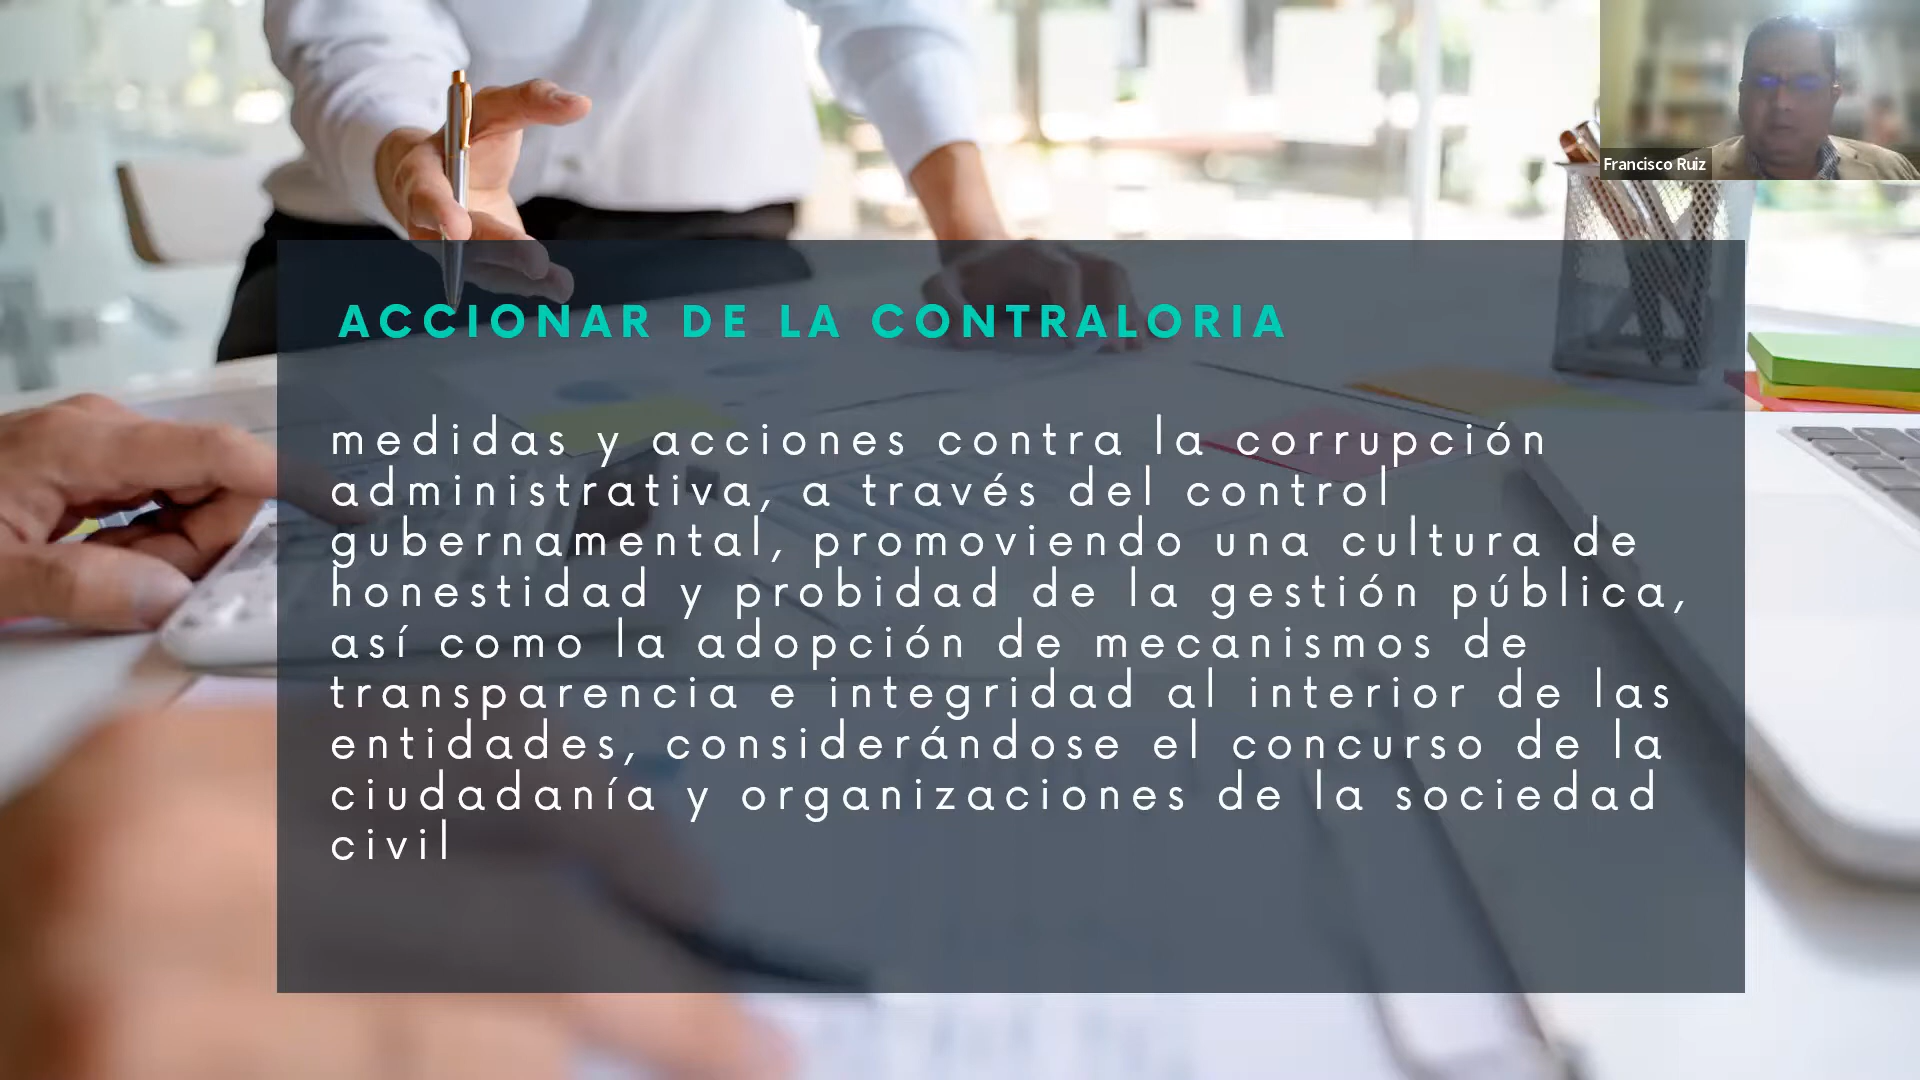 Francisco Ruiz
ACCIONAR DE LA CONTRALORIA
medidas y acciones contra la corrupción
administrativa, a través del control
gubernamental, promoviendo una cultura de
honestidad y probidad de la gestión pública,
así como la adopción de mecanismos de
transparencia e integridad al interior de las
entidades, considerándose el concurso de la
ciudadanía y organizaciones de la sociedad
civil